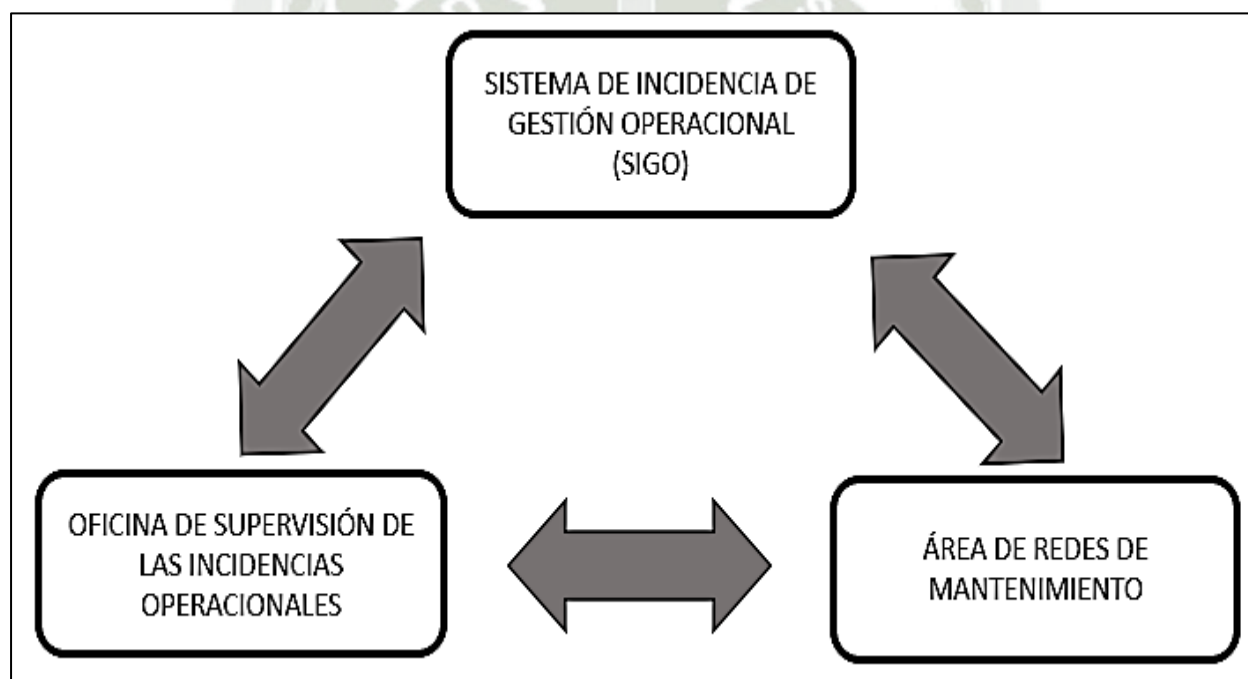 SISTEMA DE INCIDENCIA DE
GESTIÓN OPERACIONAL
(SIGO)
OFICINA DE SUPERVISIÓN DE
LAS INCIDENCIAS
OPERACIONALES
ÁREA DE REDES DE
MANTENIMIENTO